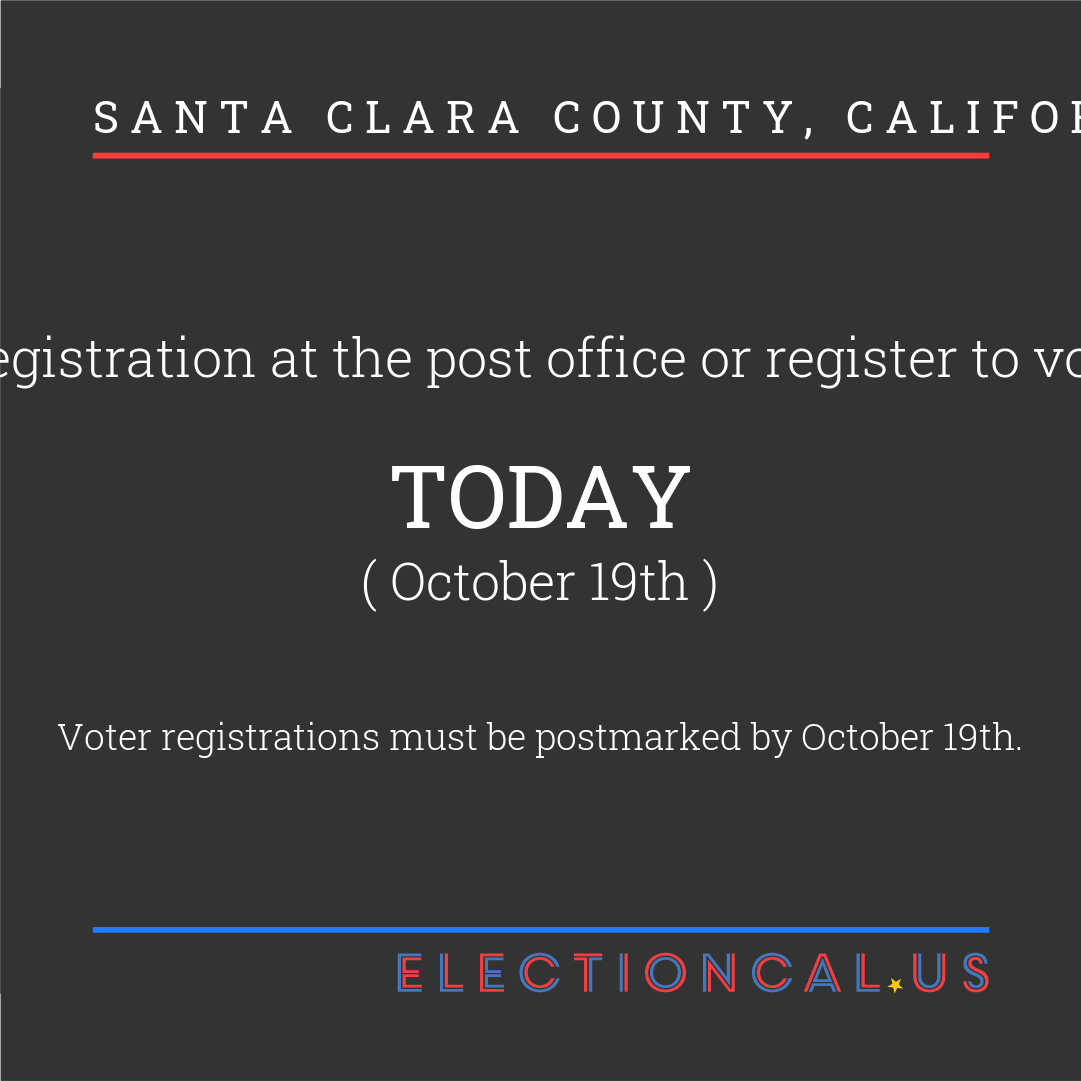 SANTA CLARA COUNTY, CALIFO
egistration at the post office or register to vo
TODAY
( October 19th )
Voter registrations must be postmarked by October 19th.
ELECTIONCAL.US